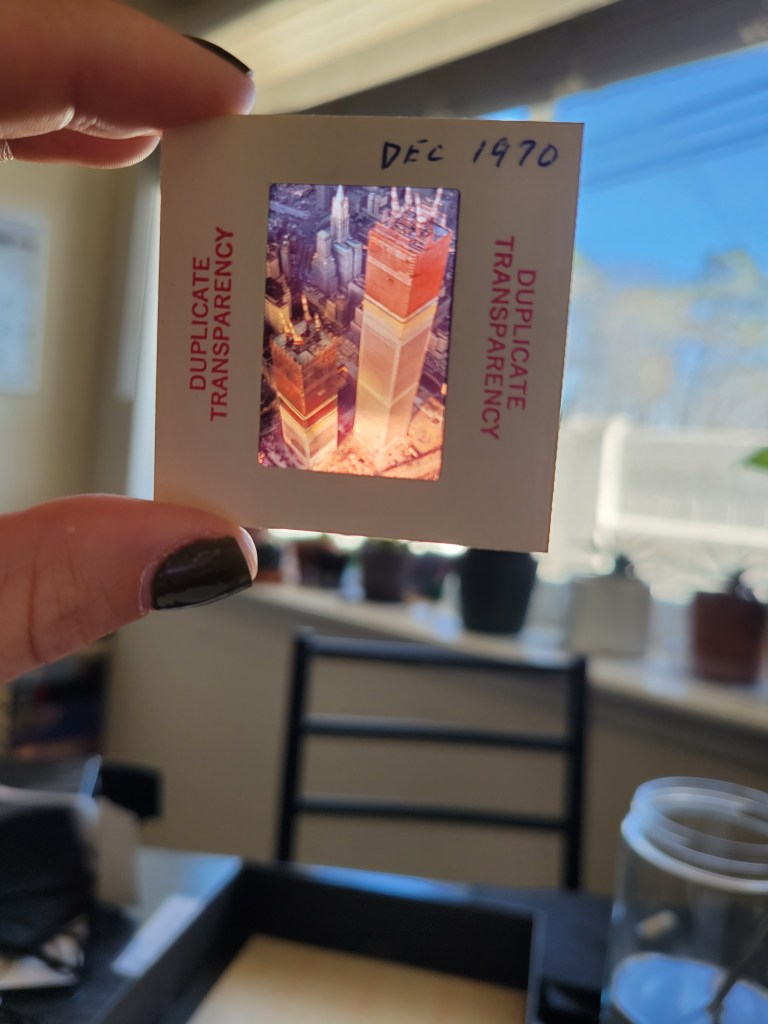 DEC 1970
DUPLICATE
TRANSPARENCY
DUPLICATE
TRANSPARENCY